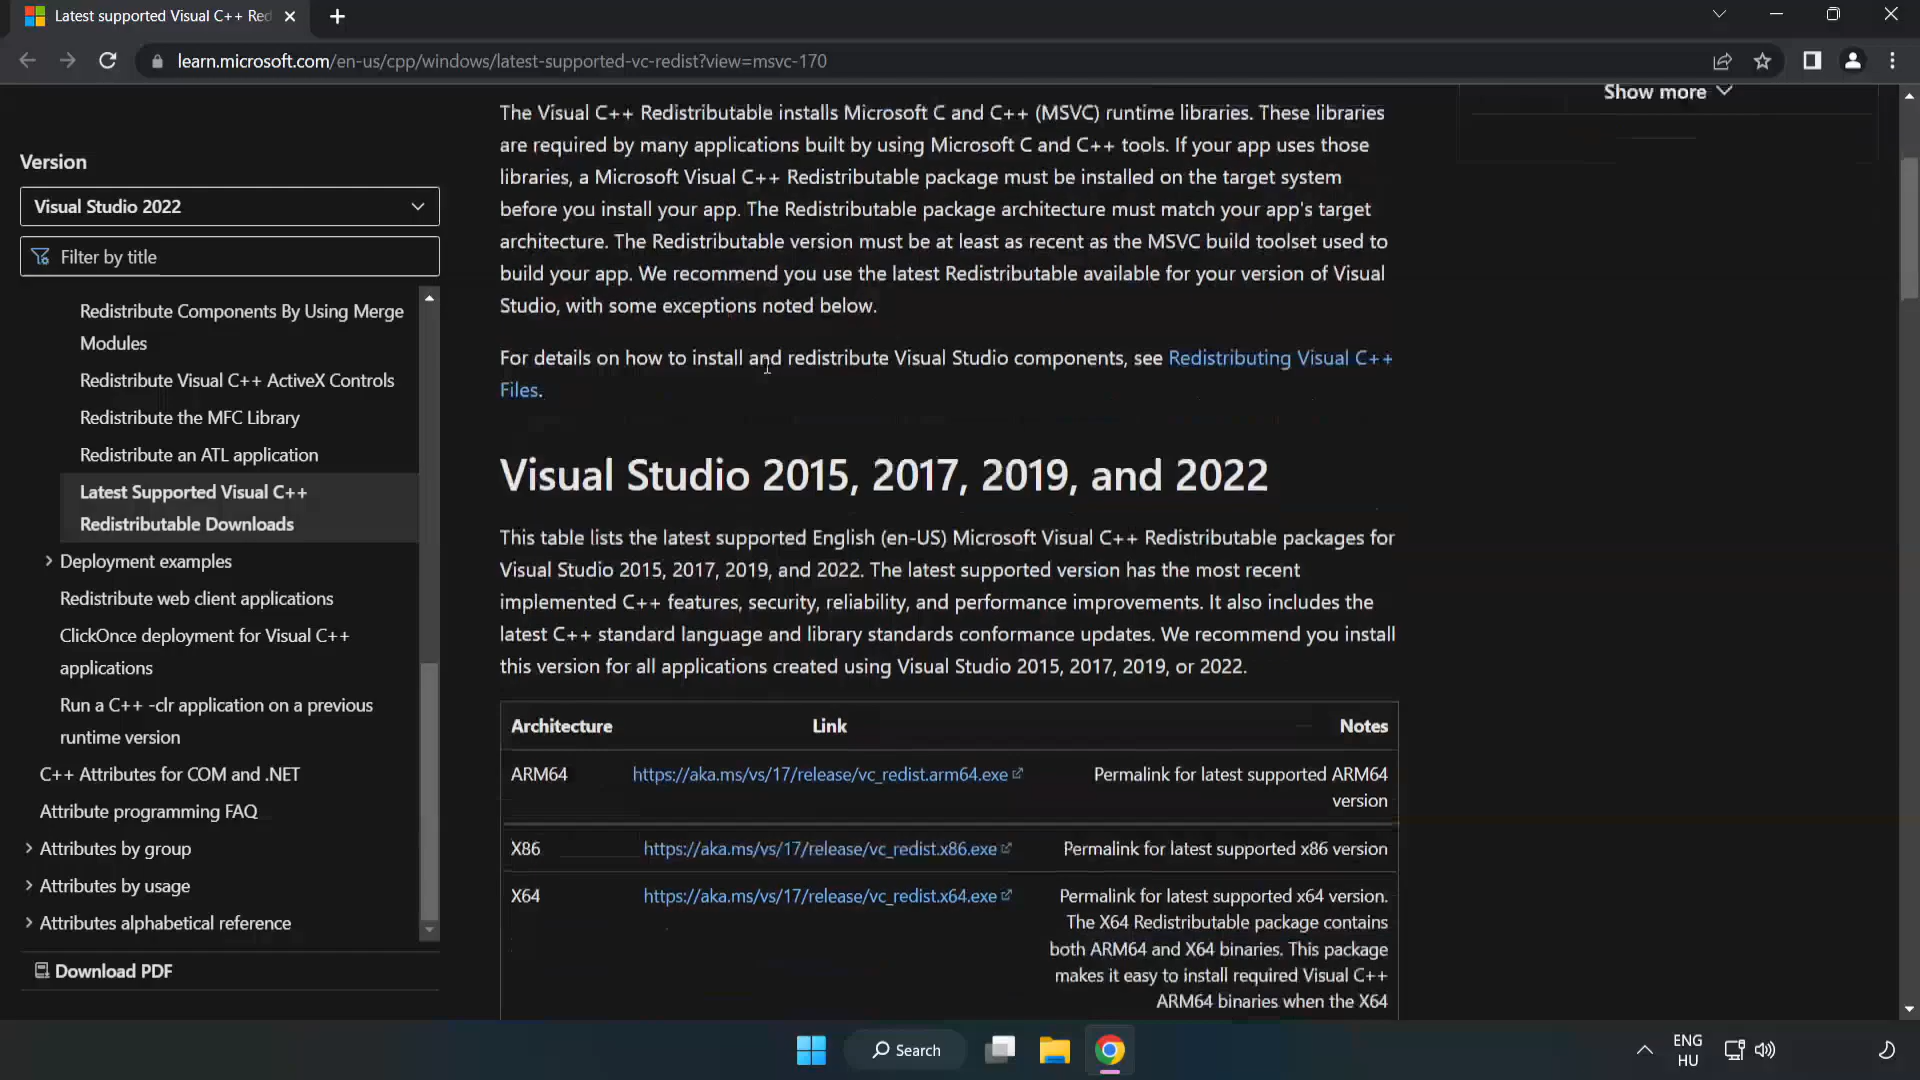 Latest supported Visual C++ Red
learn.microsoft.com/en-us/cpp/windows/latest-supported-vc-redist?view=msvc-170
Version
Visual Studio 2022
Filter by title
Redistribute Components By Using Merge
Modules
Redistribute Visual C++ ActiveX Controls
Redistribute the MFC Library
Redistribute an ATL application
Latest Supported Visual C++
Redistributable Downloads
Deployment examples
Redistribute web client applications
ClickOnce deployment for Visual C++
applications
Run a C++ -clr application on a previous
runtime version
C++ Attributes for COM and .NET
Attribute programming FAQ
Attributes by group
Attributes by usage
Attributes alphabetical reference
Download PDF
The Visual C++ Redistributable installs Microsoft C and C++ (MSVC) runtime libraries. These libraries
are required by many applications built by using Microsoft C and C++ tools. If your app uses those
libraries, a Microsoft Visual C++ Redistributable package must be installed on the target system
before you install your app. The Redistributable package architecture must match your app's target
architecture. The Redistributable version must be at least as recent as the MSVC build toolset used to
build your app. We recommend you use the latest Redistributable available for your version of Visual
Studio, with some exceptions noted below.
For details on how to install and redistribute Visual Studio components, see Redistributing Visual C++
Files.
Visual Studio 2015, 2017, 2019, and 2022
This table lists the latest supported English (en-US) Microsoft Visual C++ Redistributable packages for
Visual Studio 2015, 2017, 2019, and 2022. The latest supported version has the most recent
implemented C++ features, security, reliability, and performance improvements. It also includes the
latest C++ standard language and library standards conformance updates. We recommend you install
this version for all applications created using Visual Studio 2015, 2017, 2019, or 2022.
Architecture Link Notes
ARM64 https://aka.ms/vs/17/release/vc_redist.arm64.exe Permalink for latest supported ARM64
version
X86 https://aka.ms/vs/17/release/vc_redist.x86.exe Permalink for latest supported x86 version
X64 https://aka.ms/vs/17/release/vc_redist.x64.exe Permalink for latest supported x64 version.
The X64 Redistributable package contains
both ARM64 and X64 binaries. This package
makes it easy to install required Visual C++
ARM64 binaries when the X64
Show more
Search
ENG
HU